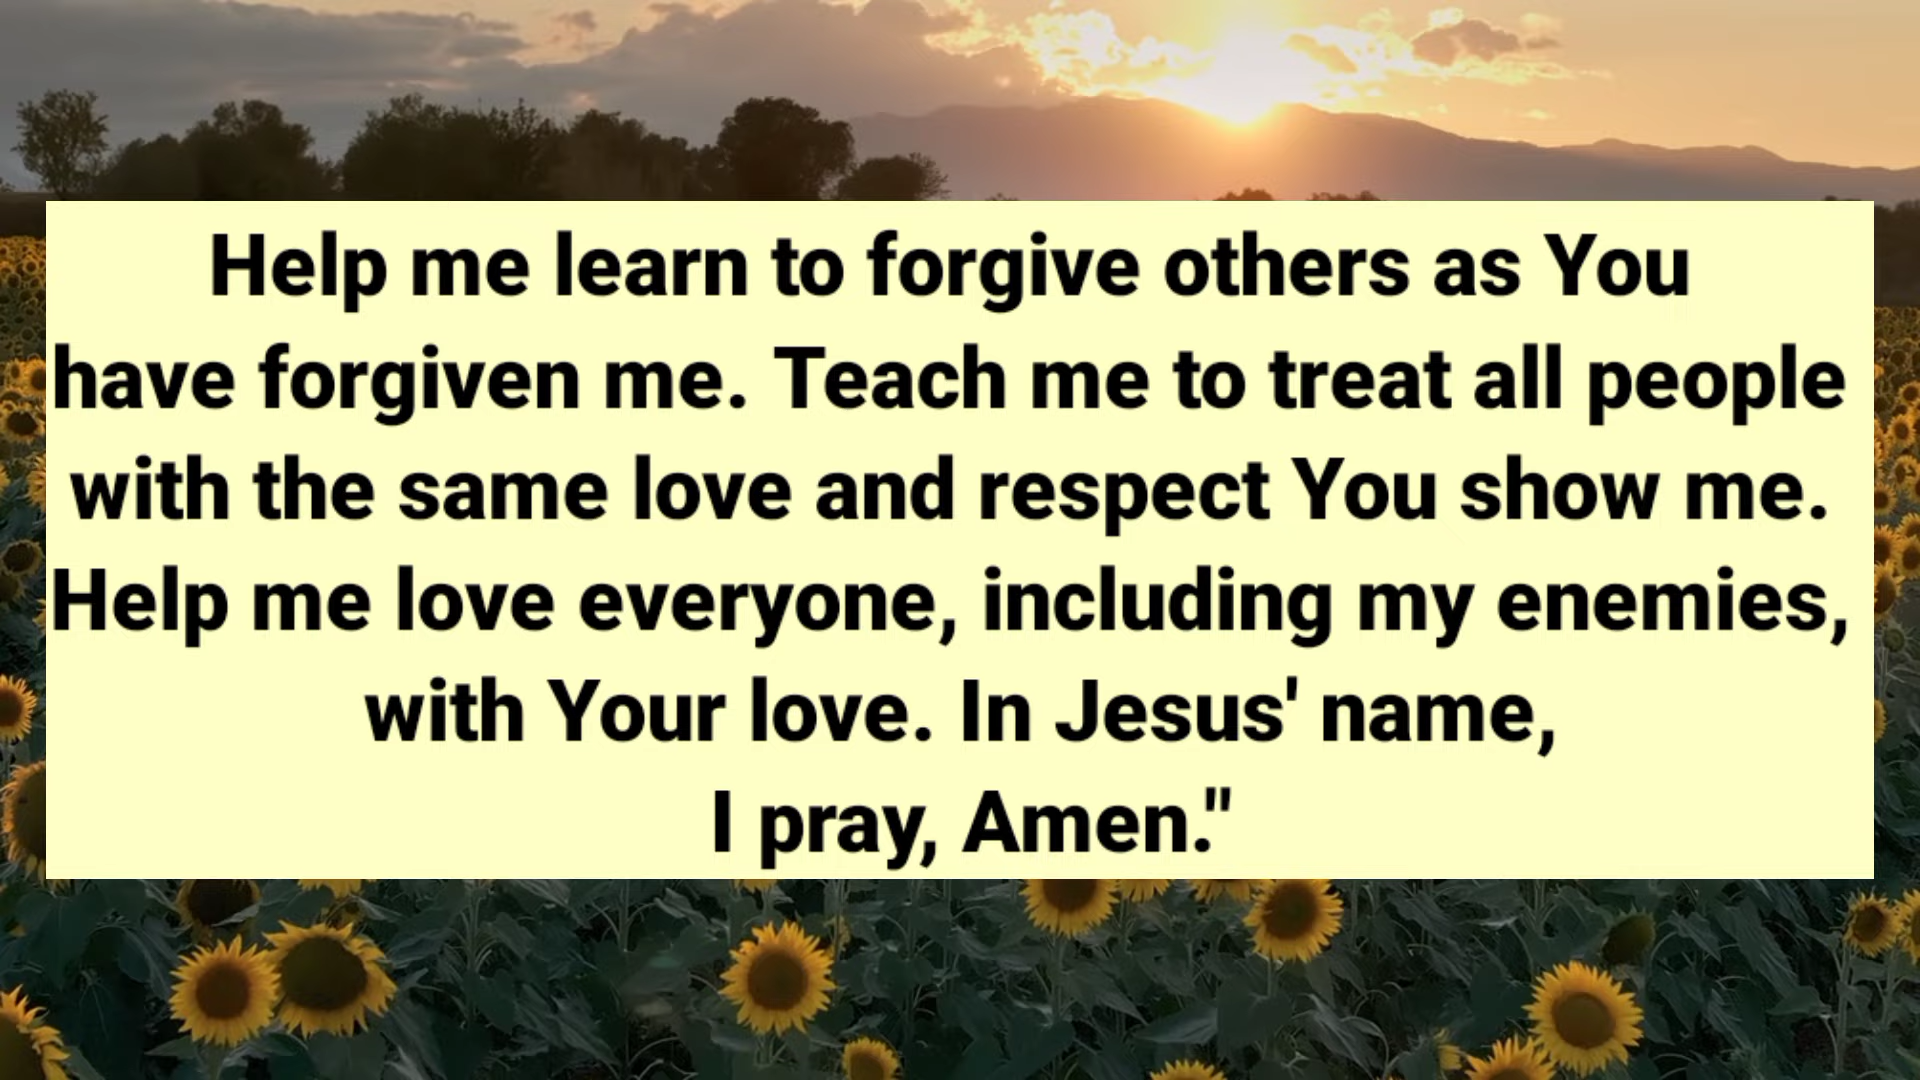 Help me learn to forgive others as You
have forgiven me. Teach me to treat all people
with the same love and respect You show me.
Help me love everyone, including my enemies,
with Your love. In Jesus' name,
I pray, Amen."